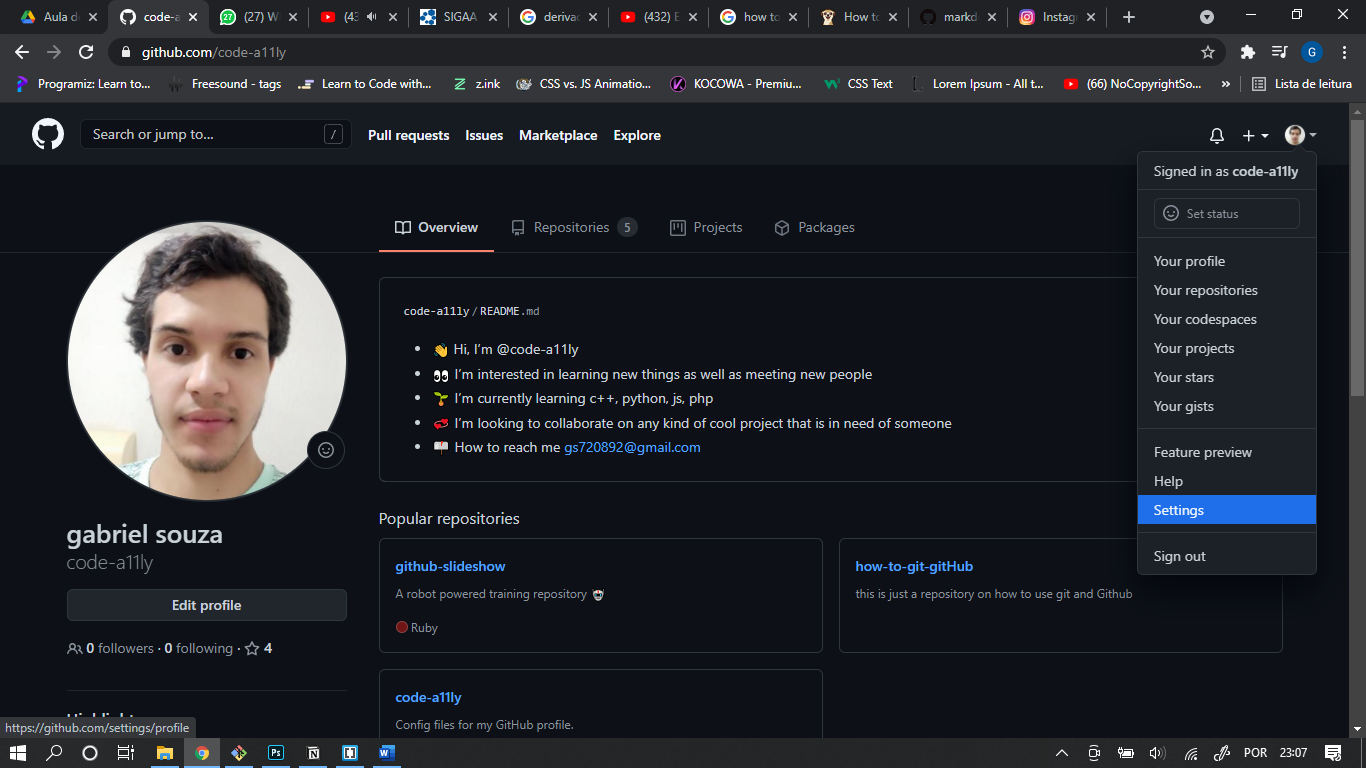 Aula d
code-a
(27) W
(43
SIGAA
derivad
(432) E
how to
How to
markd
Instag
github.com/code-a11ly
G
Programiz: Learn to...
Freesound - tags
Learn to Code with...
z.ink
CSS vs. JS Animatio...
KOCOWA - Premiu...
CSS Text
Lorem Ipsum - All t...
(66) NoCopyrightSo...
»
Lista de leitura
Search or jump to...
/
Pull requests
Issues
Marketplace
Explore
Signed in as code-a11ly
Set status
Your profile
Your repositories
Your codespaces
Your projects
Your stars
Your gists
Feature preview
Help
Settings
Sign out
Overview
Repositories 5
Projects
Packages
code-a11ly/README.md
👋 Hi, I'm @code-a11ly
👀 I'm interested in learning new things as well as meeting new people
🌱 I'm currently learning c++, python, js, php
💞️ I'm looking to collaborate on any kind of cool project that is in need of someone
📫 How to reach me gs720892@gmail.com
gabriel souza
code-a11ly
Edit profile
0 followers · 0 following · 4
Popular repositories
github-slideshow
A robot powered training repository 🤖
Ruby
how-to-git-gitHub
this is just a repository on how to use git and Github
code-a11ly
Config files for my GitHub profile.
https://github.com/settings/profile
POR
23:07